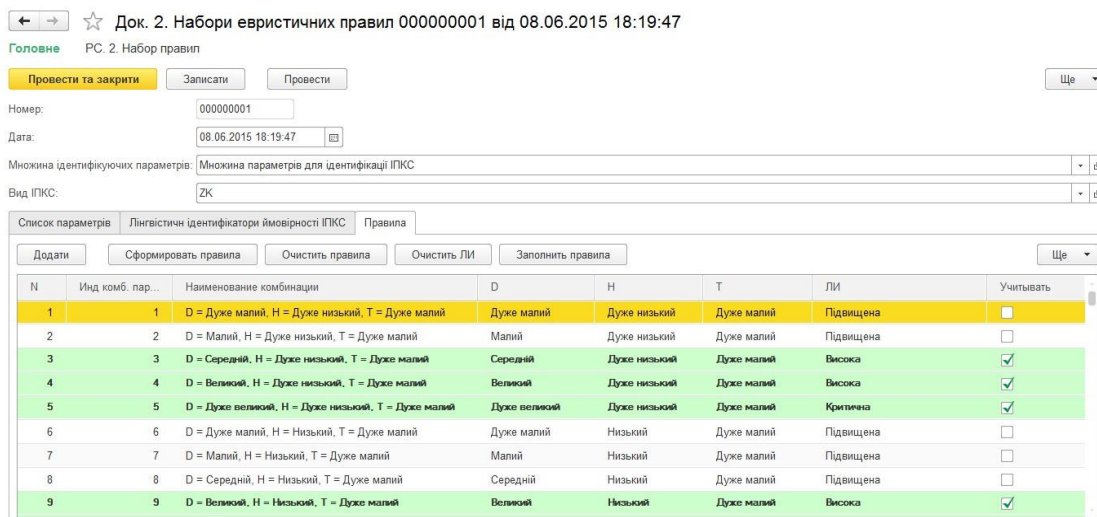 Док. 2. Набори евристичних правил 000000001 від 08.06.2015 18:19:47
Головне РС. 2. Набор правил
Провести та закрити Записати Провести Ще
Номер: 000000001
Дата: 08.06.2015 18:19:47
Множина ідентифікуючих параметрів: Множина параметрів для ідентифікації ІПКС
Вид ІПКС: ZK
Список параметрів Лінгвістичн ідентифікатори ймовірності ІПКС Правила
Додати Сформировать правила Очистить правила Очистить ЛИ Заполнить правила Ще
N Инд комб. пар... Наименование комбинации D H T ЛИ Учитывать
1 1 D = Дуже малий, H = Дуже низький, T = Дуже малий Дуже малий Дуже низький Дуже малий Підвищена
2 2 D = Малий, H = Дуже низький, T = Дуже малий Малий Дуже низький Дуже малий Підвищена
3 3 D = Середній, H = Дуже низький, T = Дуже малий Середній Дуже низький Дуже малий Висока
4 4 D = Великий, H = Дуже низький, T = Дуже малий Великий Дуже низький Дуже малий Висока
5 5 D = Дуже великий, H = Дуже низький, T = Дуже малий Дуже великий Дуже низький Дуже малий Критична
6 6 D = Дуже малий, H = Низький, T = Дуже малий Дуже малий Низький Дуже малий Підвищена
7 7 D = Малий, H = Низький, T = Дуже малий Малий Низький Дуже малий Підвищена
8 8 D = Середній, H = Низький, T = Дуже малий Середній Низький Дуже малий Підвищена
9 9 D = Великий, H = Низький, T = Дуже малий Великий Низький Дуже малий Висока